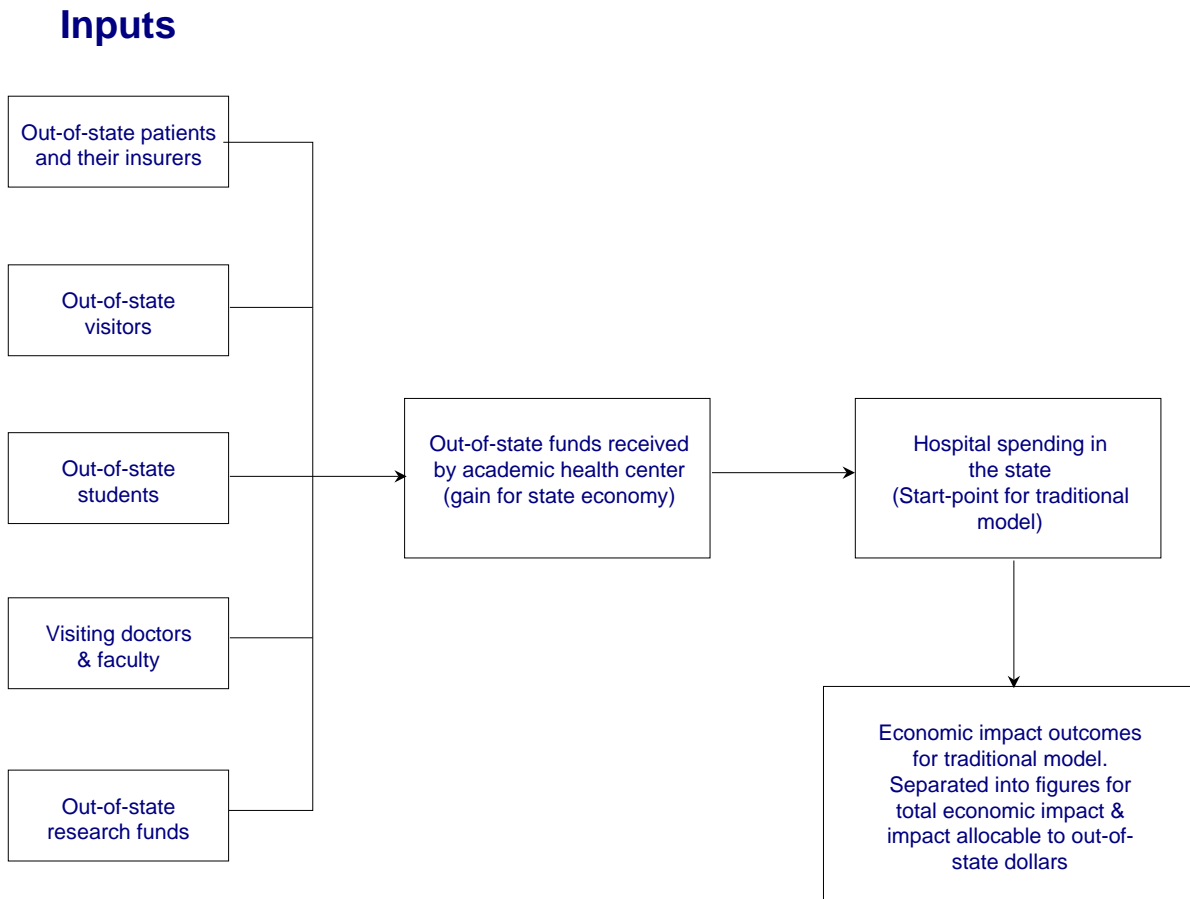 Inputs
Out-of-state patients
and their insurers
Out-of-state
visitors
Out-of-state
students
Visiting doctors
& faculty
Out-of-state
research funds
Out-of-state funds received
by academic health center
(gain for state economy)
Hospital spending in
the state
(Start-point for traditional
model)
Economic impact outcomes
for traditional model.
Separated into figures for
total economic impact &
impact allocable to out-of-
state dollars